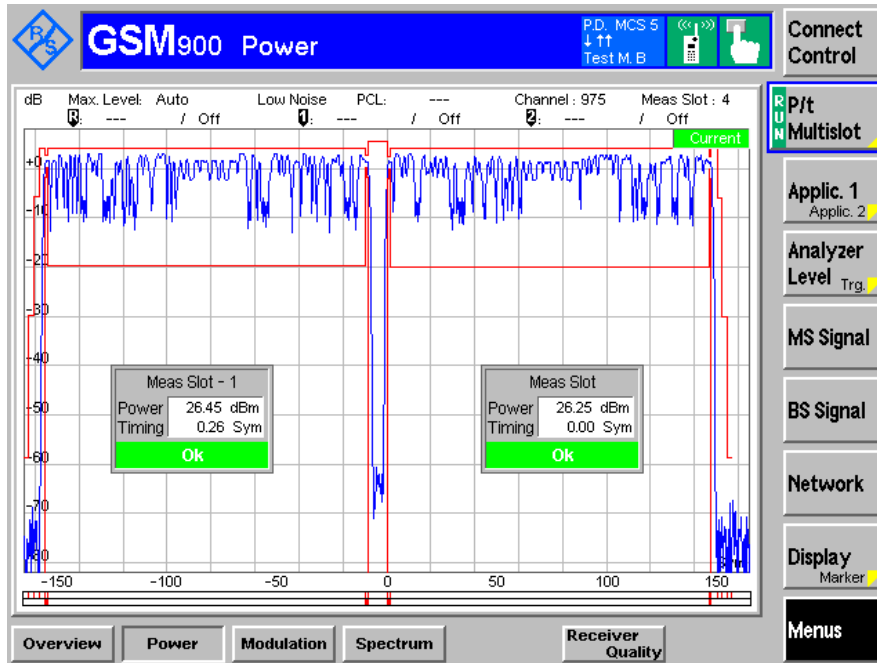 R/S
GSM900 Power
P.D. MCS 5
↓ ↑↑
Test M. B
Connect Control
dB Max. Level: Auto Low Noise PCL: --- Channel : 975 Meas Slot : 4
R: --- / Off 1: --- / Off 2: --- / Off
Current
+0
-10
-20
-30
-40
-50
-60
-70
-80
Meas Slot - 1
Power 26.45 dBm
Timing 0.26 Sym
Ok
Meas Slot
Power 26.25 dBm
Timing 0.00 Sym
Ok
-150 -100 -50 0 50 100 150
RUN
P/t Multislot
Applic. 1
Applic. 2
Analyzer
Level Trg.
MS Signal
BS Signal
Network
Display
Marker
Menus
Overview Power Modulation Spectrum Receiver Quality